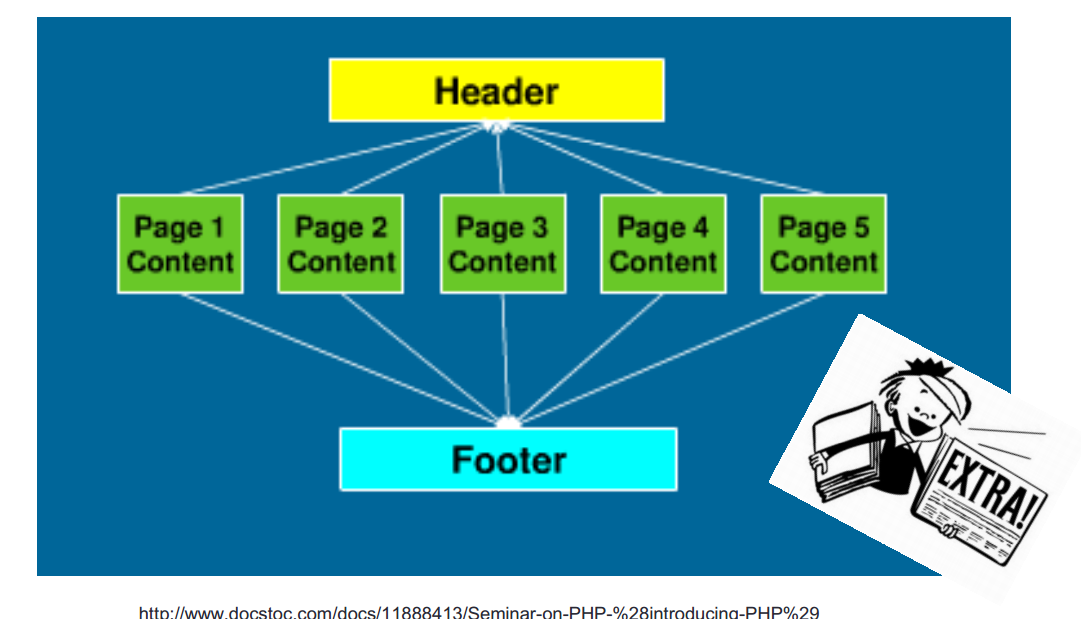 Header
Page 1
Content
Page 2
Content
Page 3
Content
Page 4
Content
Page 5
Content
Footer
EXTRA!
http://www.docstoc.com/docs/11888413/Seminar-on-PHP-%28introducing-PHP%29